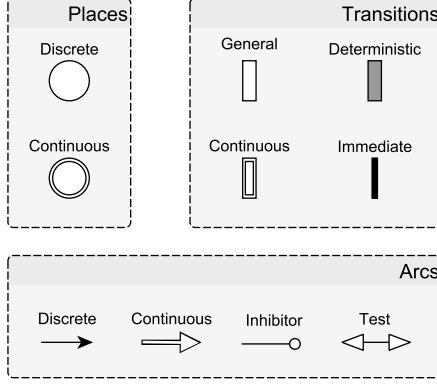 Places
Discrete
Continuous
Transitions
General
Deterministic
Continuous
Immediate
Arcs
Discrete
Continuous
Inhibitor
Test